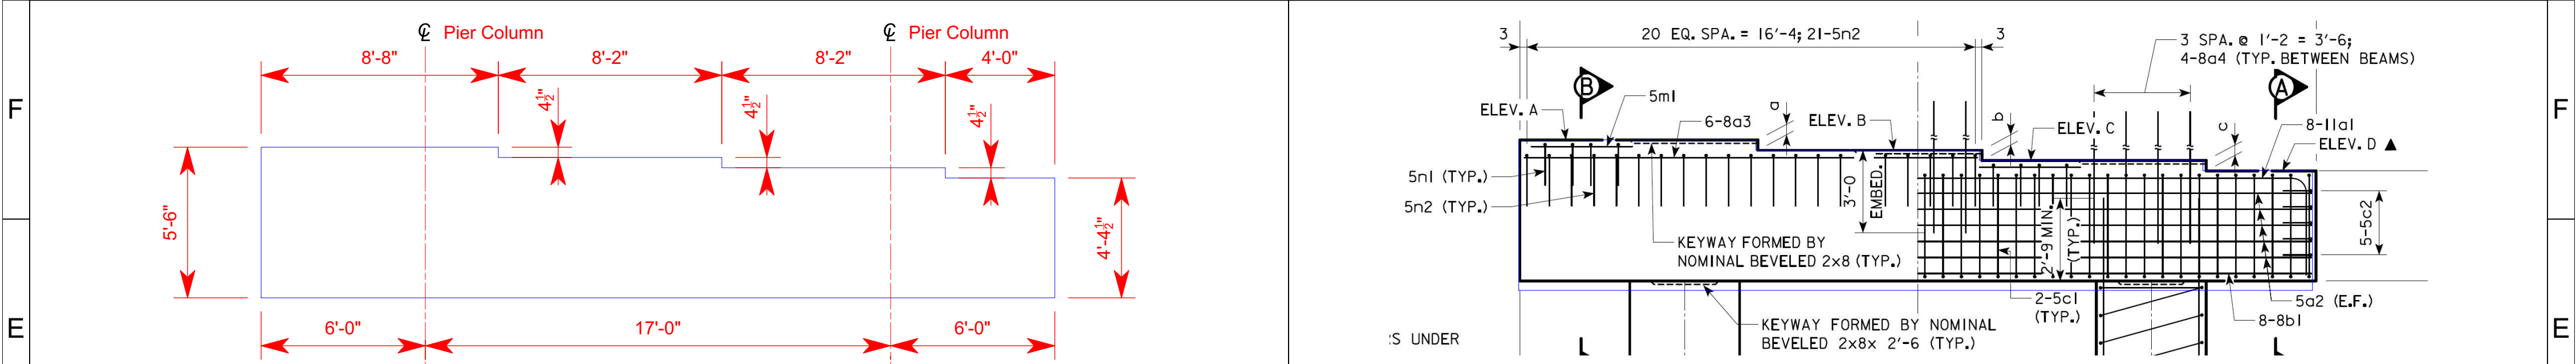 ℄ Pier Column
℄ Pier Column
8'-8"
8'-2"
8'-2"
4'-0"
4½"
4½"
4½"
F
5'-6"
4'-4½"
E
6'-0"
17'-0"
6'-0"
3
20 EQ. SPA. = 16'-4; 21-5n2
3
3 SPA. @ 1'-2 = 3'-6;
4-8a4 (TYP. BETWEEN BEAMS)
B
A
ELEV. A
5m1
6-8a3
a
ELEV. B
b
ELEV. C
c
8-11a1
ELEV. D ▲
F
5n1 (TYP.)
5n2 (TYP.)
3'-0
EMBED.
2'-9 MIN.
(TYP.)
5-5c2
KEYWAY FORMED BY
NOMINAL BEVELED 2x8 (TYP.)
2-5c1
(TYP.)
5a2 (E.F.)
8-8b1
KEYWAY FORMED BY NOMINAL
BEVELED 2x8x 2'-6 (TYP.)
S UNDER
E